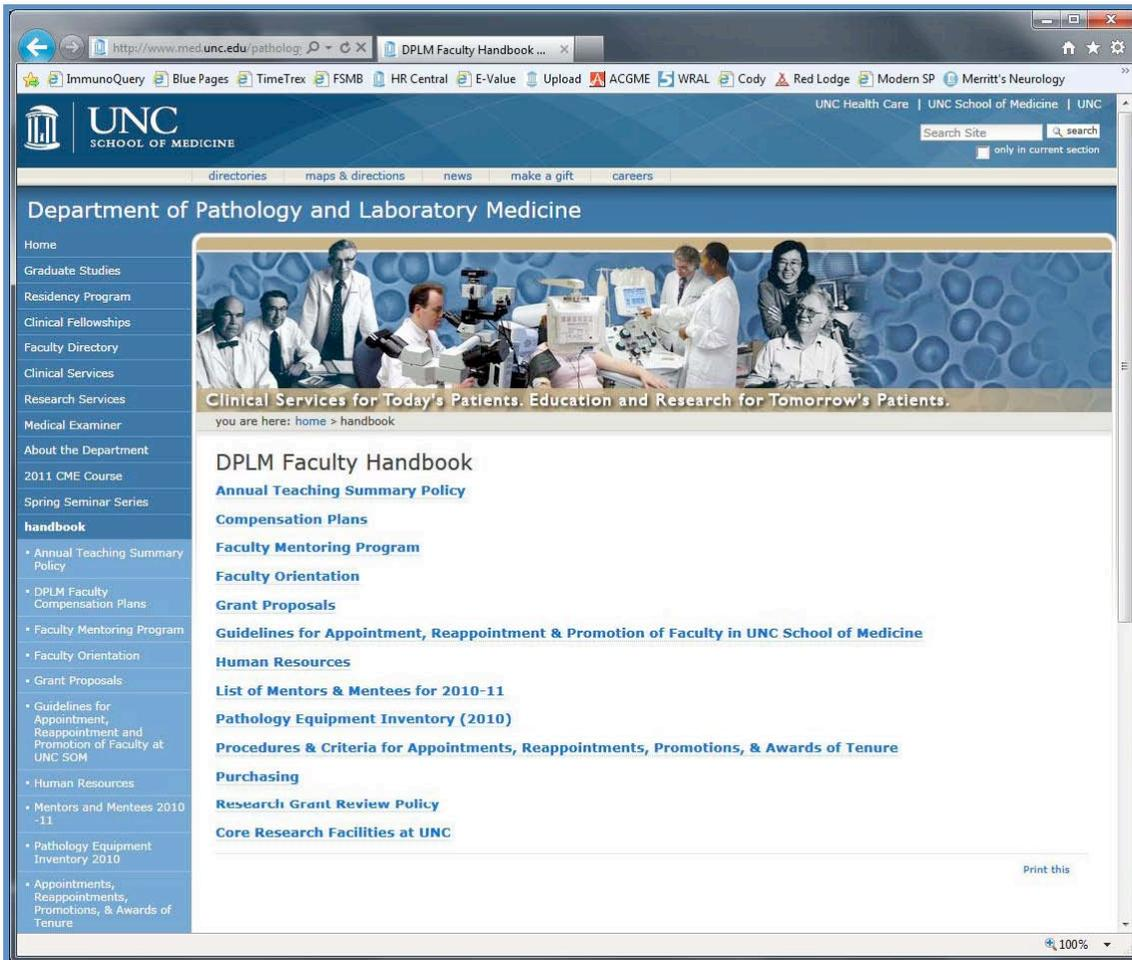 http://www.med.unc.edu/patholog
DPLM Faculty Handbook ...
ImmunoQuery Blue Pages TimeTrex FSMB HR Central E-Value Upload ACGME WRAL Cody Red Lodge Modern SP Merritt's Neurology
UNC Health Care | UNC School of Medicine | UNC
UNC
SCHOOL OF MEDICINE
Search Site search
only in current section
directories maps & directions news make a gift careers
Department of Pathology and Laboratory Medicine
Home
Graduate Studies
Residency Program
Clinical Fellowships
Faculty Directory
Clinical Services
Research Services
Medical Examiner
About the Department
2011 CME Course
Spring Seminar Series
handbook
• Annual Teaching Summary
Policy
• DPLM Faculty
Compensation Plans
• Faculty Mentoring Program
• Faculty Orientation
• Grant Proposals
• Guidelines for
Appointment,
Reappointment and
Promotion of Faculty at
UNC SOM
• Human Resources
• Mentors and Mentees 2010
-11
• Pathology Equipment
Inventory 2010
• Appointments,
Reappointments,
Promotions, & Awards of
Tenure
Clinical Services for Today's Patients. Education and Research for Tomorrow's Patients.
you are here: home > handbook
DPLM Faculty Handbook
Annual Teaching Summary Policy
Compensation Plans
Faculty Mentoring Program
Faculty Orientation
Grant Proposals
Guidelines for Appointment, Reappointment & Promotion of Faculty in UNC School of Medicine
Human Resources
List of Mentors & Mentees for 2010-11
Pathology Equipment Inventory (2010)
Procedures & Criteria for Appointments, Reappointments, Promotions, & Awards of Tenure
Purchasing
Research Grant Review Policy
Core Research Facilities at UNC
Print this
100%